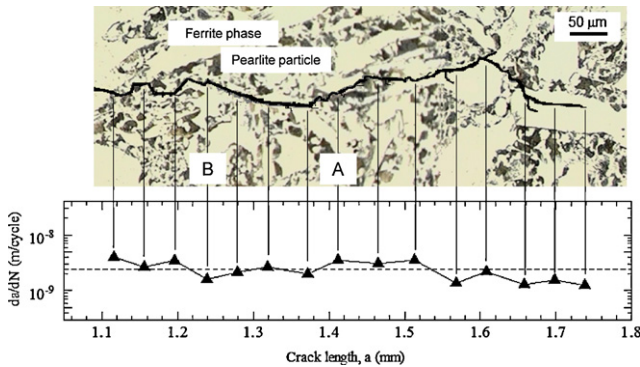 Ferrite phase
Pearlite particle
50 μm
B
A
da/dN (m/cycle)
10⁻⁸
10⁻⁹
1.1 1.2 1.3 1.4 1.5 1.6 1.7 1.8
Crack length, a (mm)